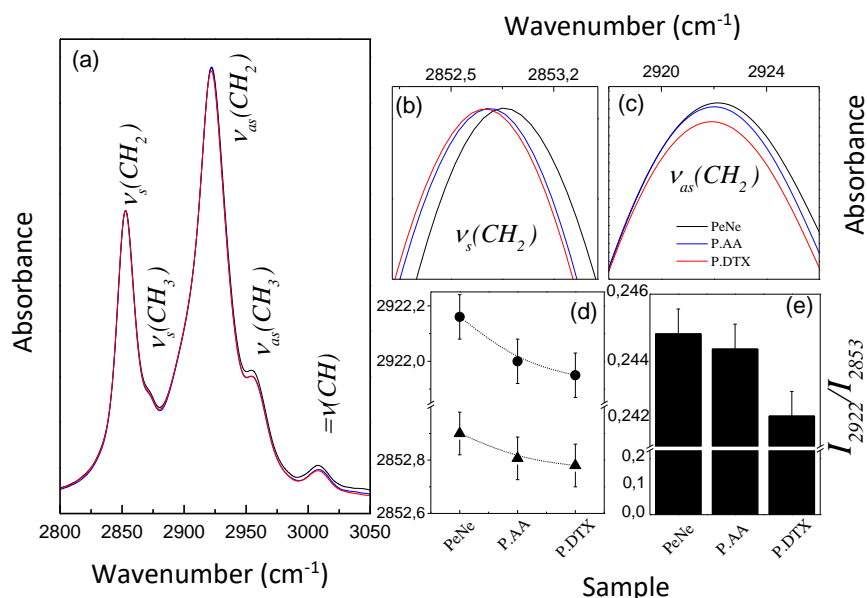 Wavenumber (cm-1)
2852,5 2853,2 2920 2924
(a)
νs(CH2)
νs(CH3)
νas(CH2)
νas(CH3)
=ν(CH)
Absorbance
2800 2850 2900 2950 3000 3050
Wavenumber (cm-1)
(b)
νs(CH2)
(c)
νas(CH2)
PeNe
P.AA
P.DTX
Absorbance
(d)
2922,2
2922,0
2852,8
2852,6
PeNe P.AA P.DTX
(e)
0,246
0,244
0,242
0,2
0,1
0,0
PeNe P.AA P.DTX
I2922/I2853
Sample